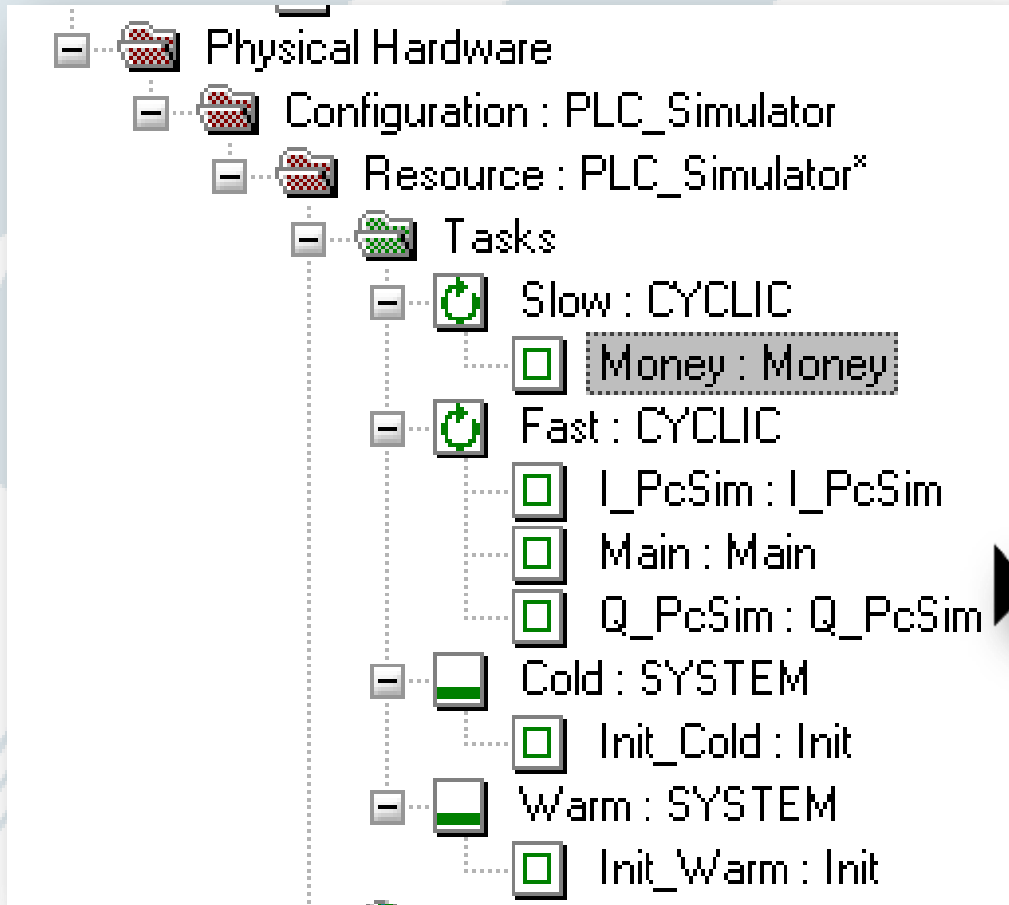 Physical Hardware
Configuration : PLC_Simulator
Resource : PLC_Simulator*
Tasks
Slow : CYCLIC
Money : Money
Fast : CYCLIC
I_PcSim : I_PcSim
Main : Main
Q_PcSim : Q_PcSim
Cold : SYSTEM
Init_Cold : Init
Warm : SYSTEM
Init_Warm : Init